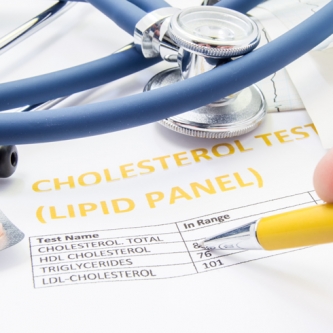 CHOLESTEROL TEST
(LIPID PANEL)
Test Name In Range
CHOLESTEROL TOTAL
HDL CHOLESTEROL 76
TRIGLYCERIDES 101
LDL-CHOLESTEROL